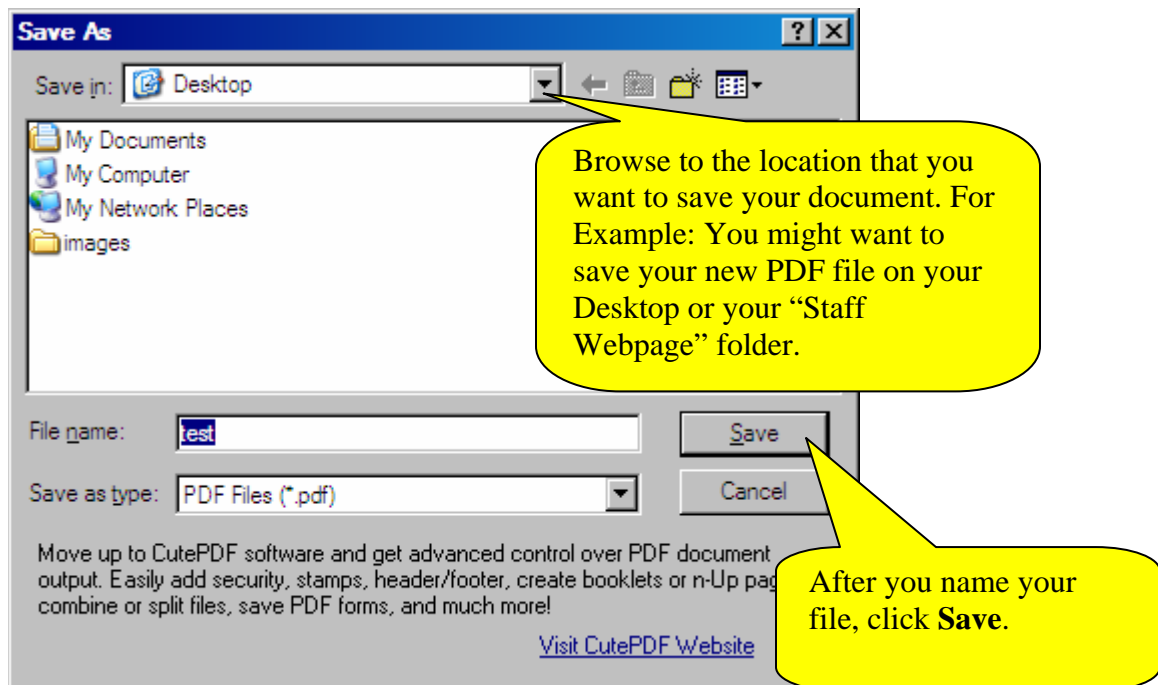 Save As
Save in: Desktop
My Documents
My Computer
My Network Places
images
Browse to the location that you
want to save your document. For
Example: You might want to
save your new PDF file on your
Desktop or your “Staff
Webpage” folder.
File name: test
Save
Save as type: PDF Files (*.pdf)
Cancel
Move up to CutePDF software and get advanced control over PDF document
output. Easily add security, stamps, header/footer, create booklets or n-Up
combine or split files, save PDF forms, and much more!
Visit CutePDF Website
After you name your
file, click Save.